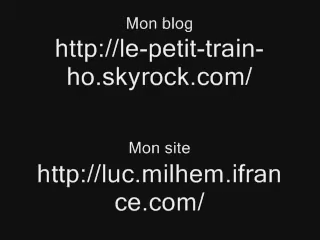 Mon blog
http://le-petit-train-
ho.skyrock.com/
Mon site
http://luc.milhem.ifran
ce.com/